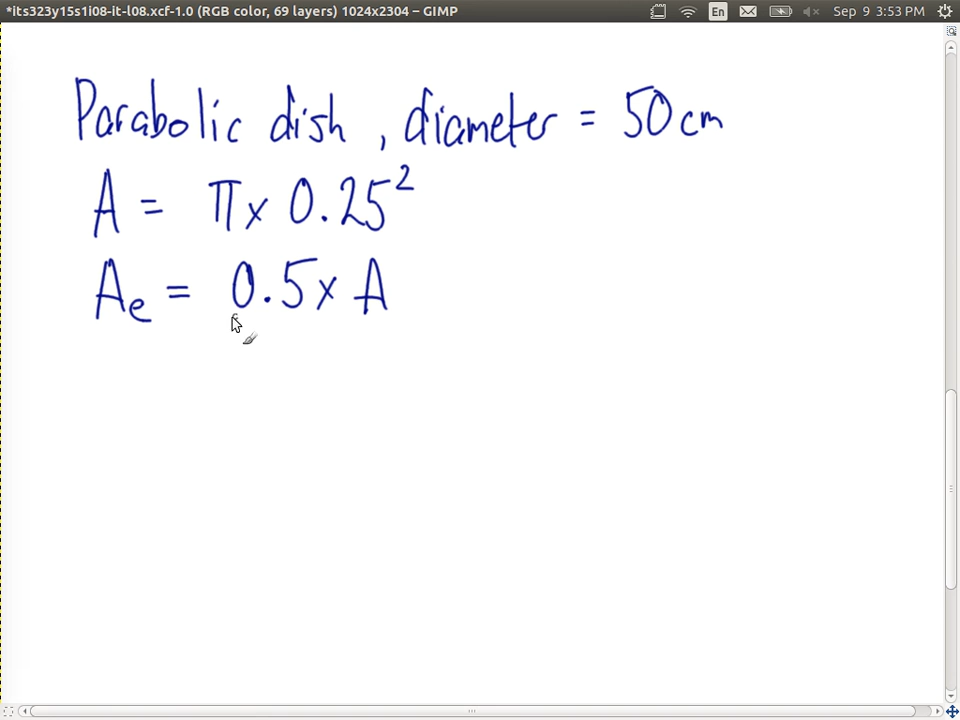 *its323y15s1i08-it-l08.xcf-1.0 (RGB color, 69 layers) 1024x2304 – GIMP En Sep 9 3:53 PM
Parabolic dish, diameter = 50cm
A = π x 0.25²
Ae = 0.5 x A